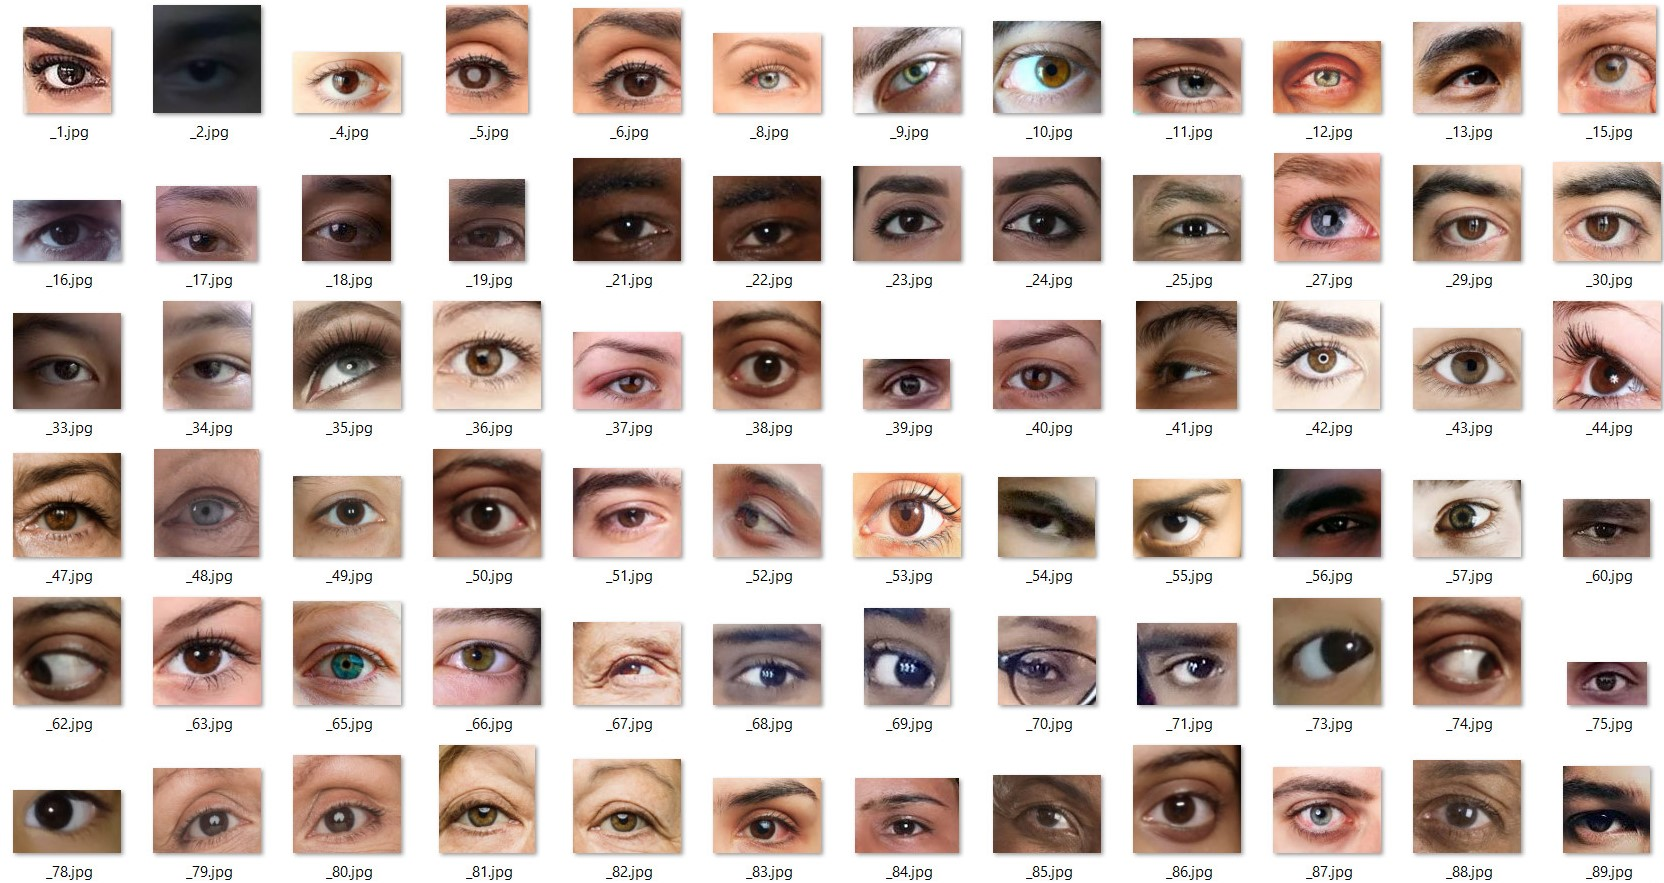 _1.jpg _2.jpg _4.jpg _5.jpg _6.jpg _8.jpg _9.jpg _10.jpg _11.jpg _12.jpg _13.jpg _15.jpg
_16.jpg _17.jpg _18.jpg _19.jpg _21.jpg _22.jpg _23.jpg _24.jpg _25.jpg _27.jpg _29.jpg _30.jpg
_33.jpg _34.jpg _35.jpg _36.jpg _37.jpg _38.jpg _39.jpg _40.jpg _41.jpg _42.jpg _43.jpg _44.jpg
_47.jpg _48.jpg _49.jpg _50.jpg _51.jpg _52.jpg _53.jpg _54.jpg _55.jpg _56.jpg _57.jpg _60.jpg
_62.jpg _63.jpg _65.jpg _66.jpg _67.jpg _68.jpg _69.jpg _70.jpg _71.jpg _73.jpg _74.jpg _75.jpg
_78.jpg _79.jpg _80.jpg _81.jpg _82.jpg _83.jpg _84.jpg _85.jpg _86.jpg _87.jpg _88.jpg _89.jpg